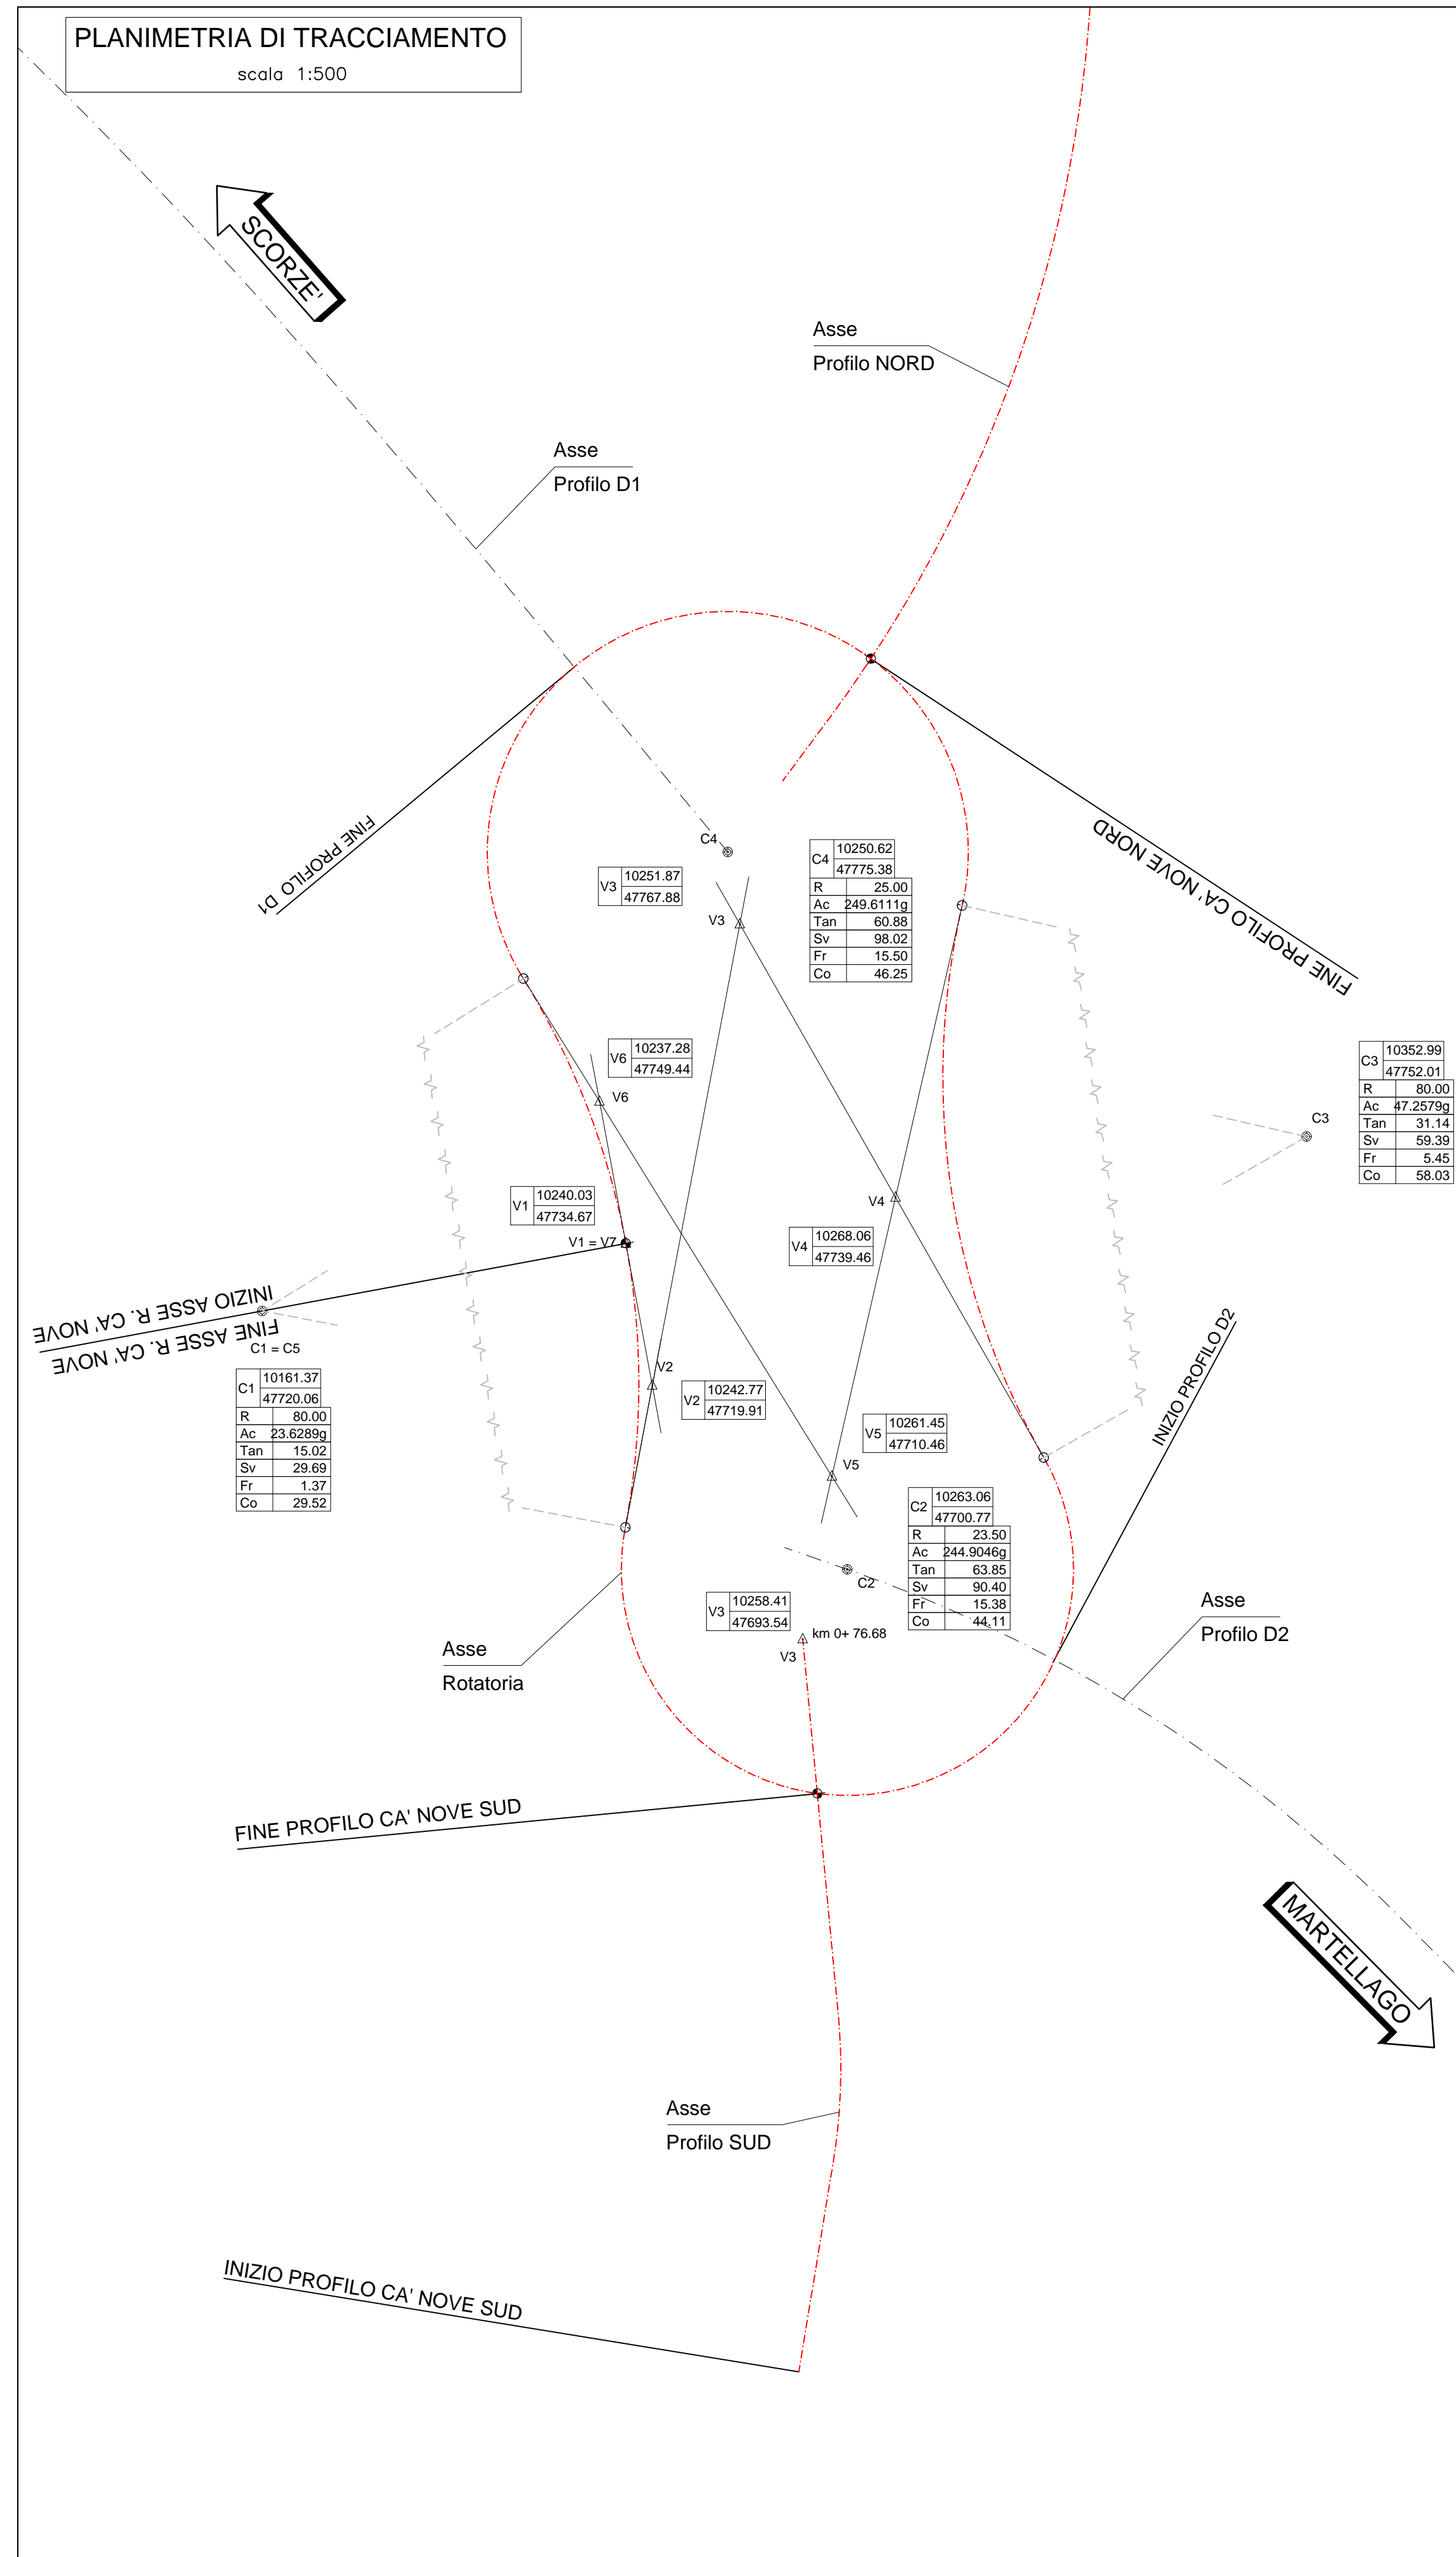 PLANIMETRIA DI TRACCIAMENTO
scala 1:500
SCORZE'
Asse
Profilo NORD
Asse
Profilo D1
FINE PROFILO D1
FINE PROFILO CA' NOVE NORD
C4
V3 10251.87
47767.88
V3
C4 10250.62
47775.38
R 25.00
Ac 249.6111g
Tan 60.88
Sv 98.02
Fr 15.50
Co 46.25
V6 10237.28
47749.44
V6
C3
C3 10352.99
47752.01
R 80.00
Ac 47.2579g
Tan 31.14
Sv 59.39
Fr 5.45
Co 58.03
V1 10240.03
47734.67
V1 = V7
V4
V4 10268.06
47739.46
INIZIO ASSE R. CA' NOVE
FINE ASSE R. CA' NOVE
C1 = C5
C1 10161.37
47720.06
R 80.00
Ac 23.6289g
Tan 15.02
Sv 29.69
Fr 1.37
Co 29.52
V2
V2 10242.77
47719.91
INIZIO PROFILO D2
V5 10261.45
47710.46
V5
C2 10263.06
47700.77
R 23.50
Ac 244.9046g
Tan 63.85
Sv 90.40
Fr 15.38
Co 44.11
C2
V3 10258.41
47693.54
km 0+ 76.68
V3
Asse
Profilo D2
Asse
Rotatoria
FINE PROFILO CA' NOVE SUD
MARTELLAGO
Asse
Profilo SUD
INIZIO PROFILO CA' NOVE SUD